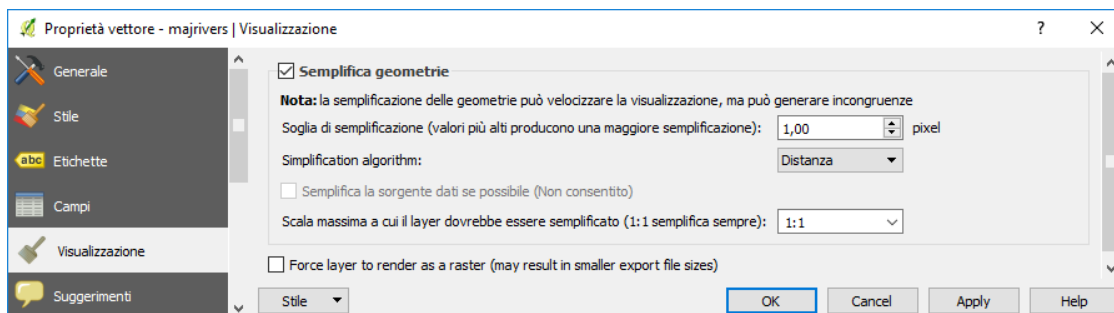 Proprietà vettore - majrivers | Visualizzazione
?
Generale
Stile
abc Etichette
Campi
Visualizzazione
Suggerimenti
Semplifica geometrie
Nota: la semplificazione delle geometrie può velocizzare la visualizzazione, ma può generare incongruenze
Soglia di semplificazione (valori più alti producono una maggiore semplificazione): 1,00 pixel
Simplification algorithm: Distanza
Semplifica la sorgente dati se possibile (Non consentito)
Scala massima a cui il layer dovrebbe essere semplificato (1:1 semplifica sempre): 1:1
Force layer to render as a raster (may result in smaller export file sizes)
Stile OK Cancel Apply Help